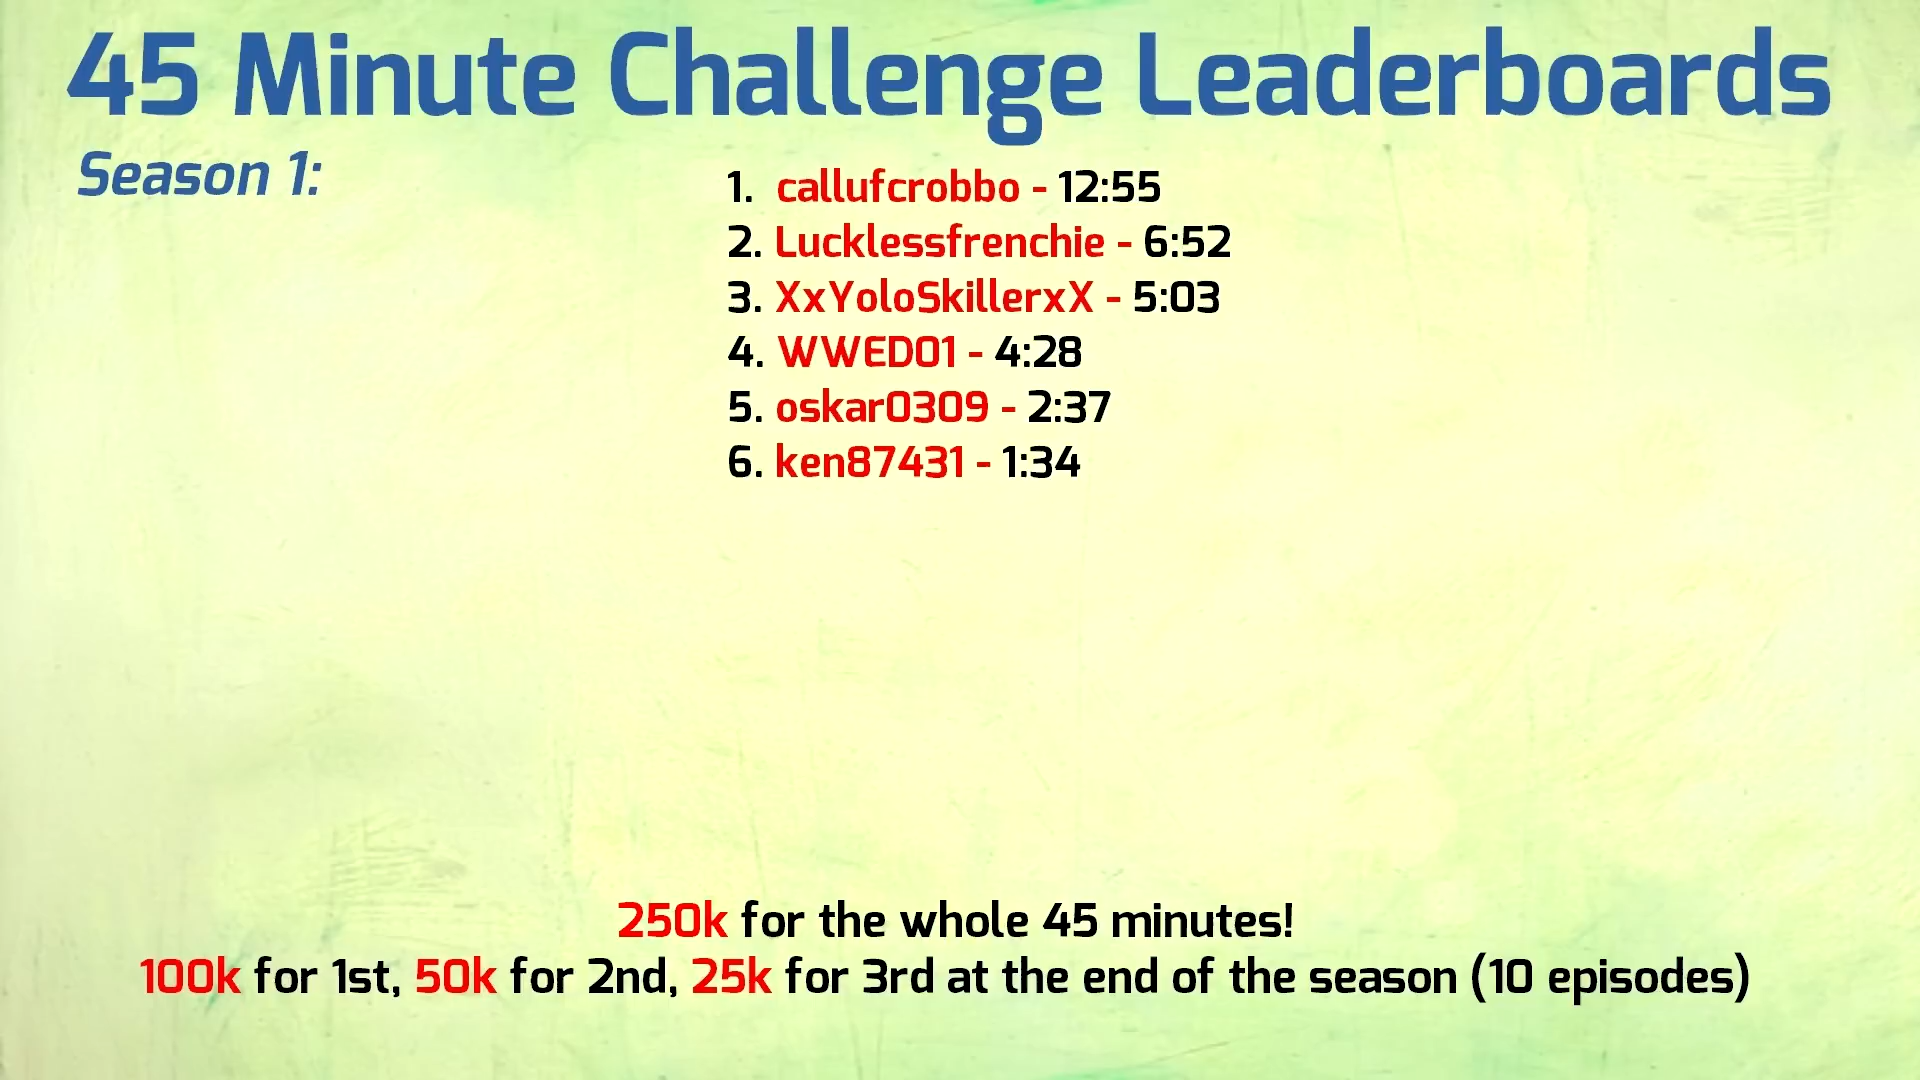 45 Minute Challenge Leaderboards
Season 1:
1. callufcrobbo - 12:55
2. Lucklessfrenchie - 6:52
3. XxYoloSkillerxX - 5:03
4. WWED01 - 4:28
5. oskar0309 - 2:37
6. ken87431 - 1:34
250k for the whole 45 minutes!
100k for 1st, 50k for 2nd, 25k for 3rd at the end of the season (10 episodes)